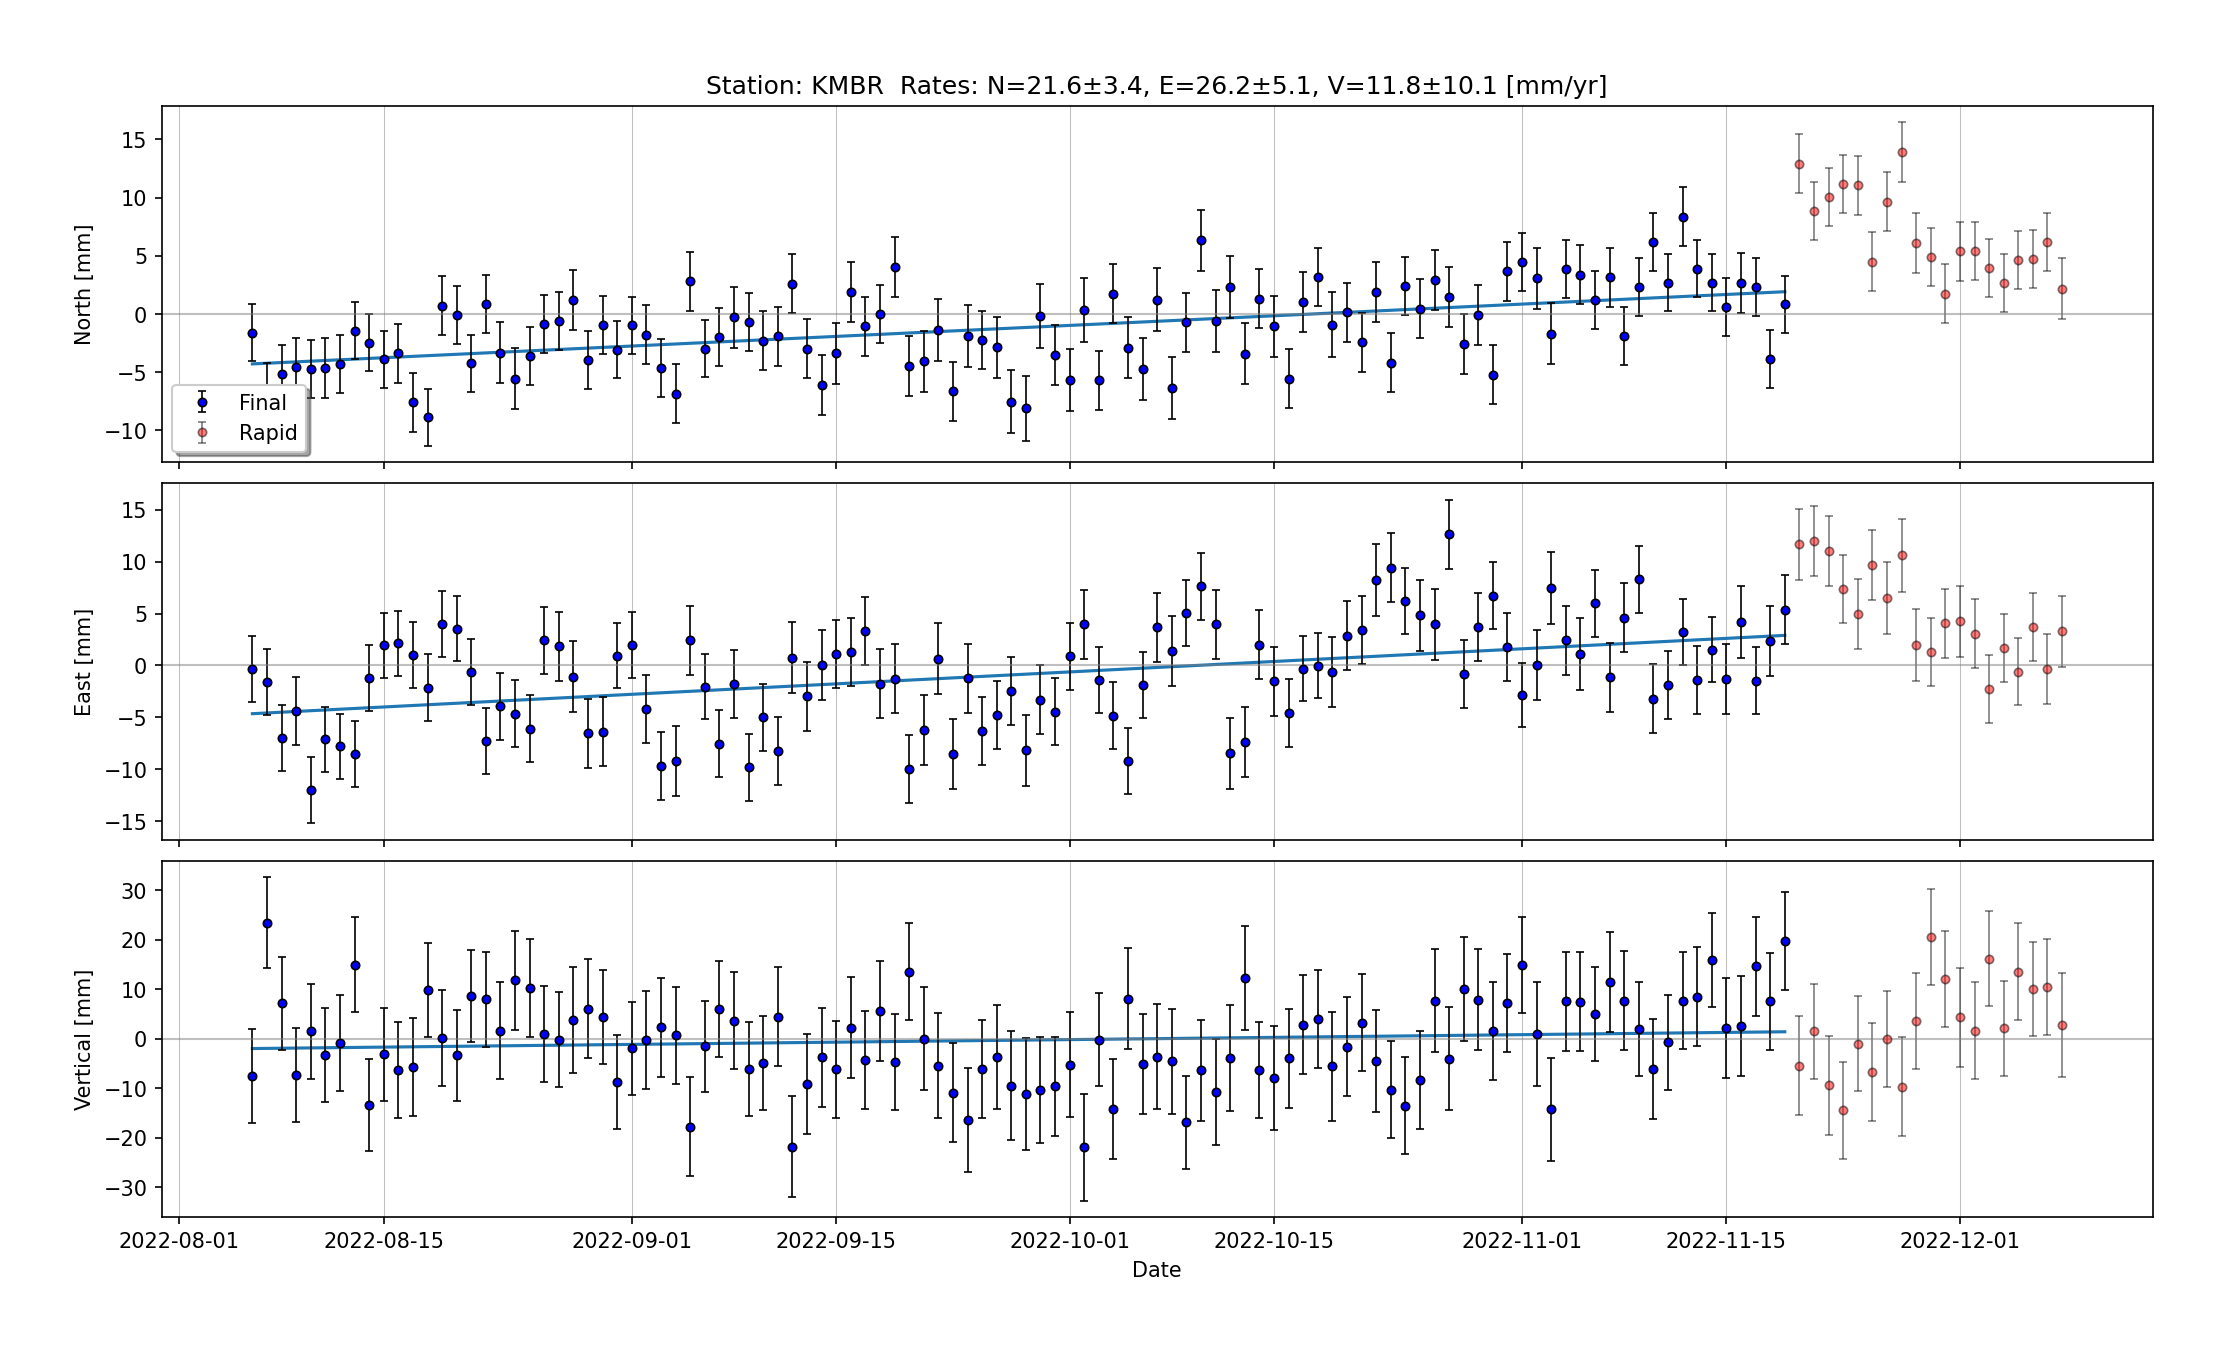 Station: KMBR  Rates: N=21.6±3.4, E=26.2±5.1, V=11.8±10.1 [mm/yr]
North [mm]
15
10
5
0
−5
−10
Final
Rapid
East [mm]
15
10
5
0
−5
−10
−15
Vertical [mm]
30
20
10
0
−10
−20
−30
2022-08-01 2022-08-15 2022-09-01 2022-09-15 2022-10-01 2022-10-15 2022-11-01 2022-11-15 2022-12-01
Date